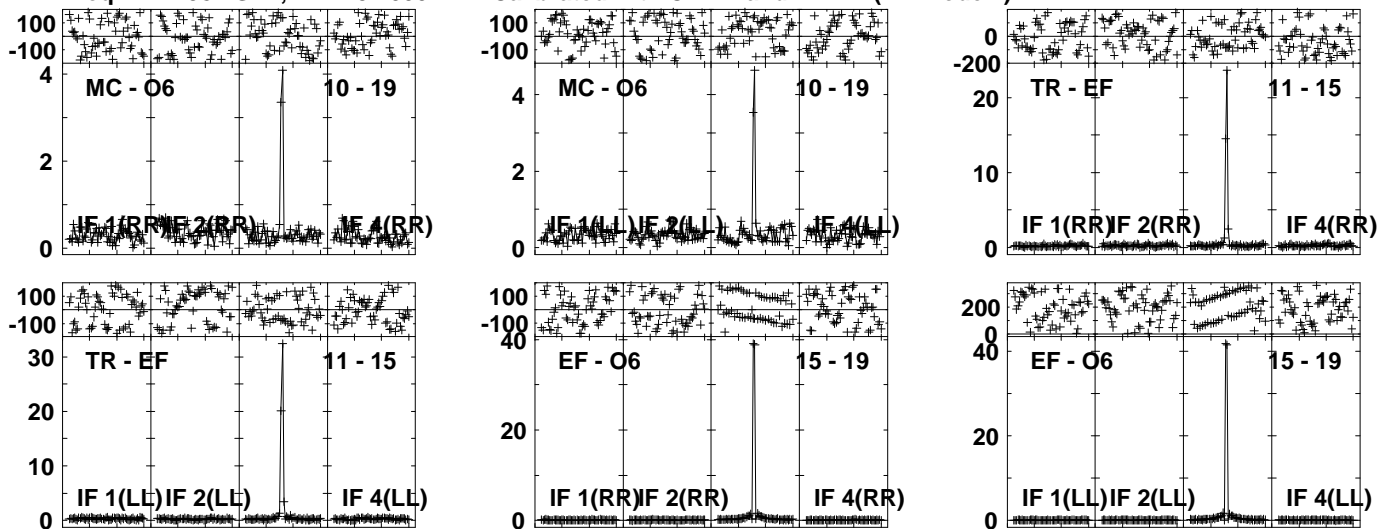 100
-100
100
-100
0
-200
4
MC - O6 10 - 19
4
MC - O6 10 - 19
20
TR - EF 11 - 15
2
2
10
0
IF 1(RR) IF 2(RR) IF 4(RR)
0
IF 1(LL) IF 2(LL) IF 4(LL)
0
IF 1(RR) IF 2(RR) IF 4(RR)
100
-100
100
-100
200
0
30
TR - EF 11 - 15
40
EF - O6 15 - 19
40
EF - O6 15 - 19
20
20
20
10
0
IF 1(LL) IF 2(LL) IF 4(LL)
0
IF 1(RR) IF 2(RR) IF 4(RR)
0
IF 1(LL) IF 2(LL) IF 4(LL)